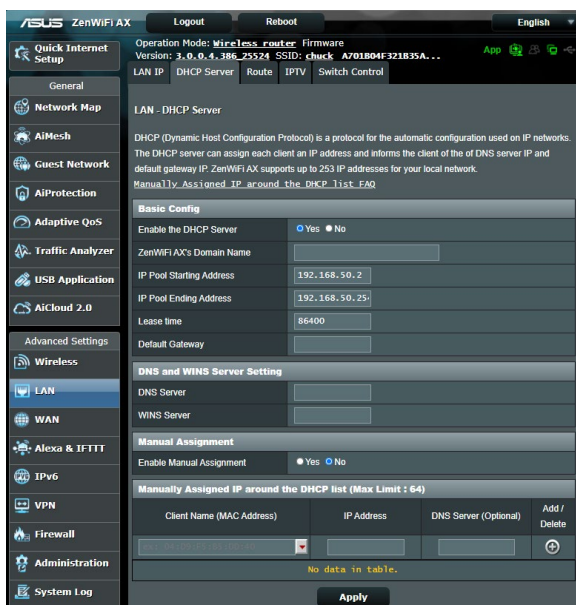 ASUS ZenWiFi AX
Logout
Reboot
English
Quick Internet
Setup
General
Network Map
AiMesh
Guest Network
AiProtection
Adaptive QoS
Traffic Analyzer
USB Application
AiCloud 2.0
Advanced Settings
Wireless
LAN
WAN
Alexa & IFTTT
IPv6
VPN
Firewall
Administration
System Log
Operation Mode: Wireless router Firmware
Version: 3.0.0.4.386_25524 SSID: chuck A701B04F321B35A...
App
LAN IP DHCP Server Route IPTV Switch Control
LAN - DHCP Server
DHCP (Dynamic Host Configuration Protocol) is a protocol for the automatic configuration used on IP networks.
The DHCP server can assign each client an IP address and informs the client of the of DNS server IP and
default gateway IP. ZenWiFi AX supports up to 253 IP addresses for your local network.
Manually Assigned IP around the DHCP list FAQ
Basic Config
Enable the DHCP Server Yes No
ZenWiFi AX's Domain Name
IP Pool Starting Address 192.168.50.2
IP Pool Ending Address 192.168.50.25
Lease time 86400
Default Gateway
DNS and WINS Server Setting
DNS Server
WINS Server
Manual Assignment
Enable Manual Assignment Yes No
Manually Assigned IP around the DHCP list (Max Limit : 64)
Client Name (MAC Address) IP Address DNS Server (Optional) Add /
Delete
No data in table.
Apply